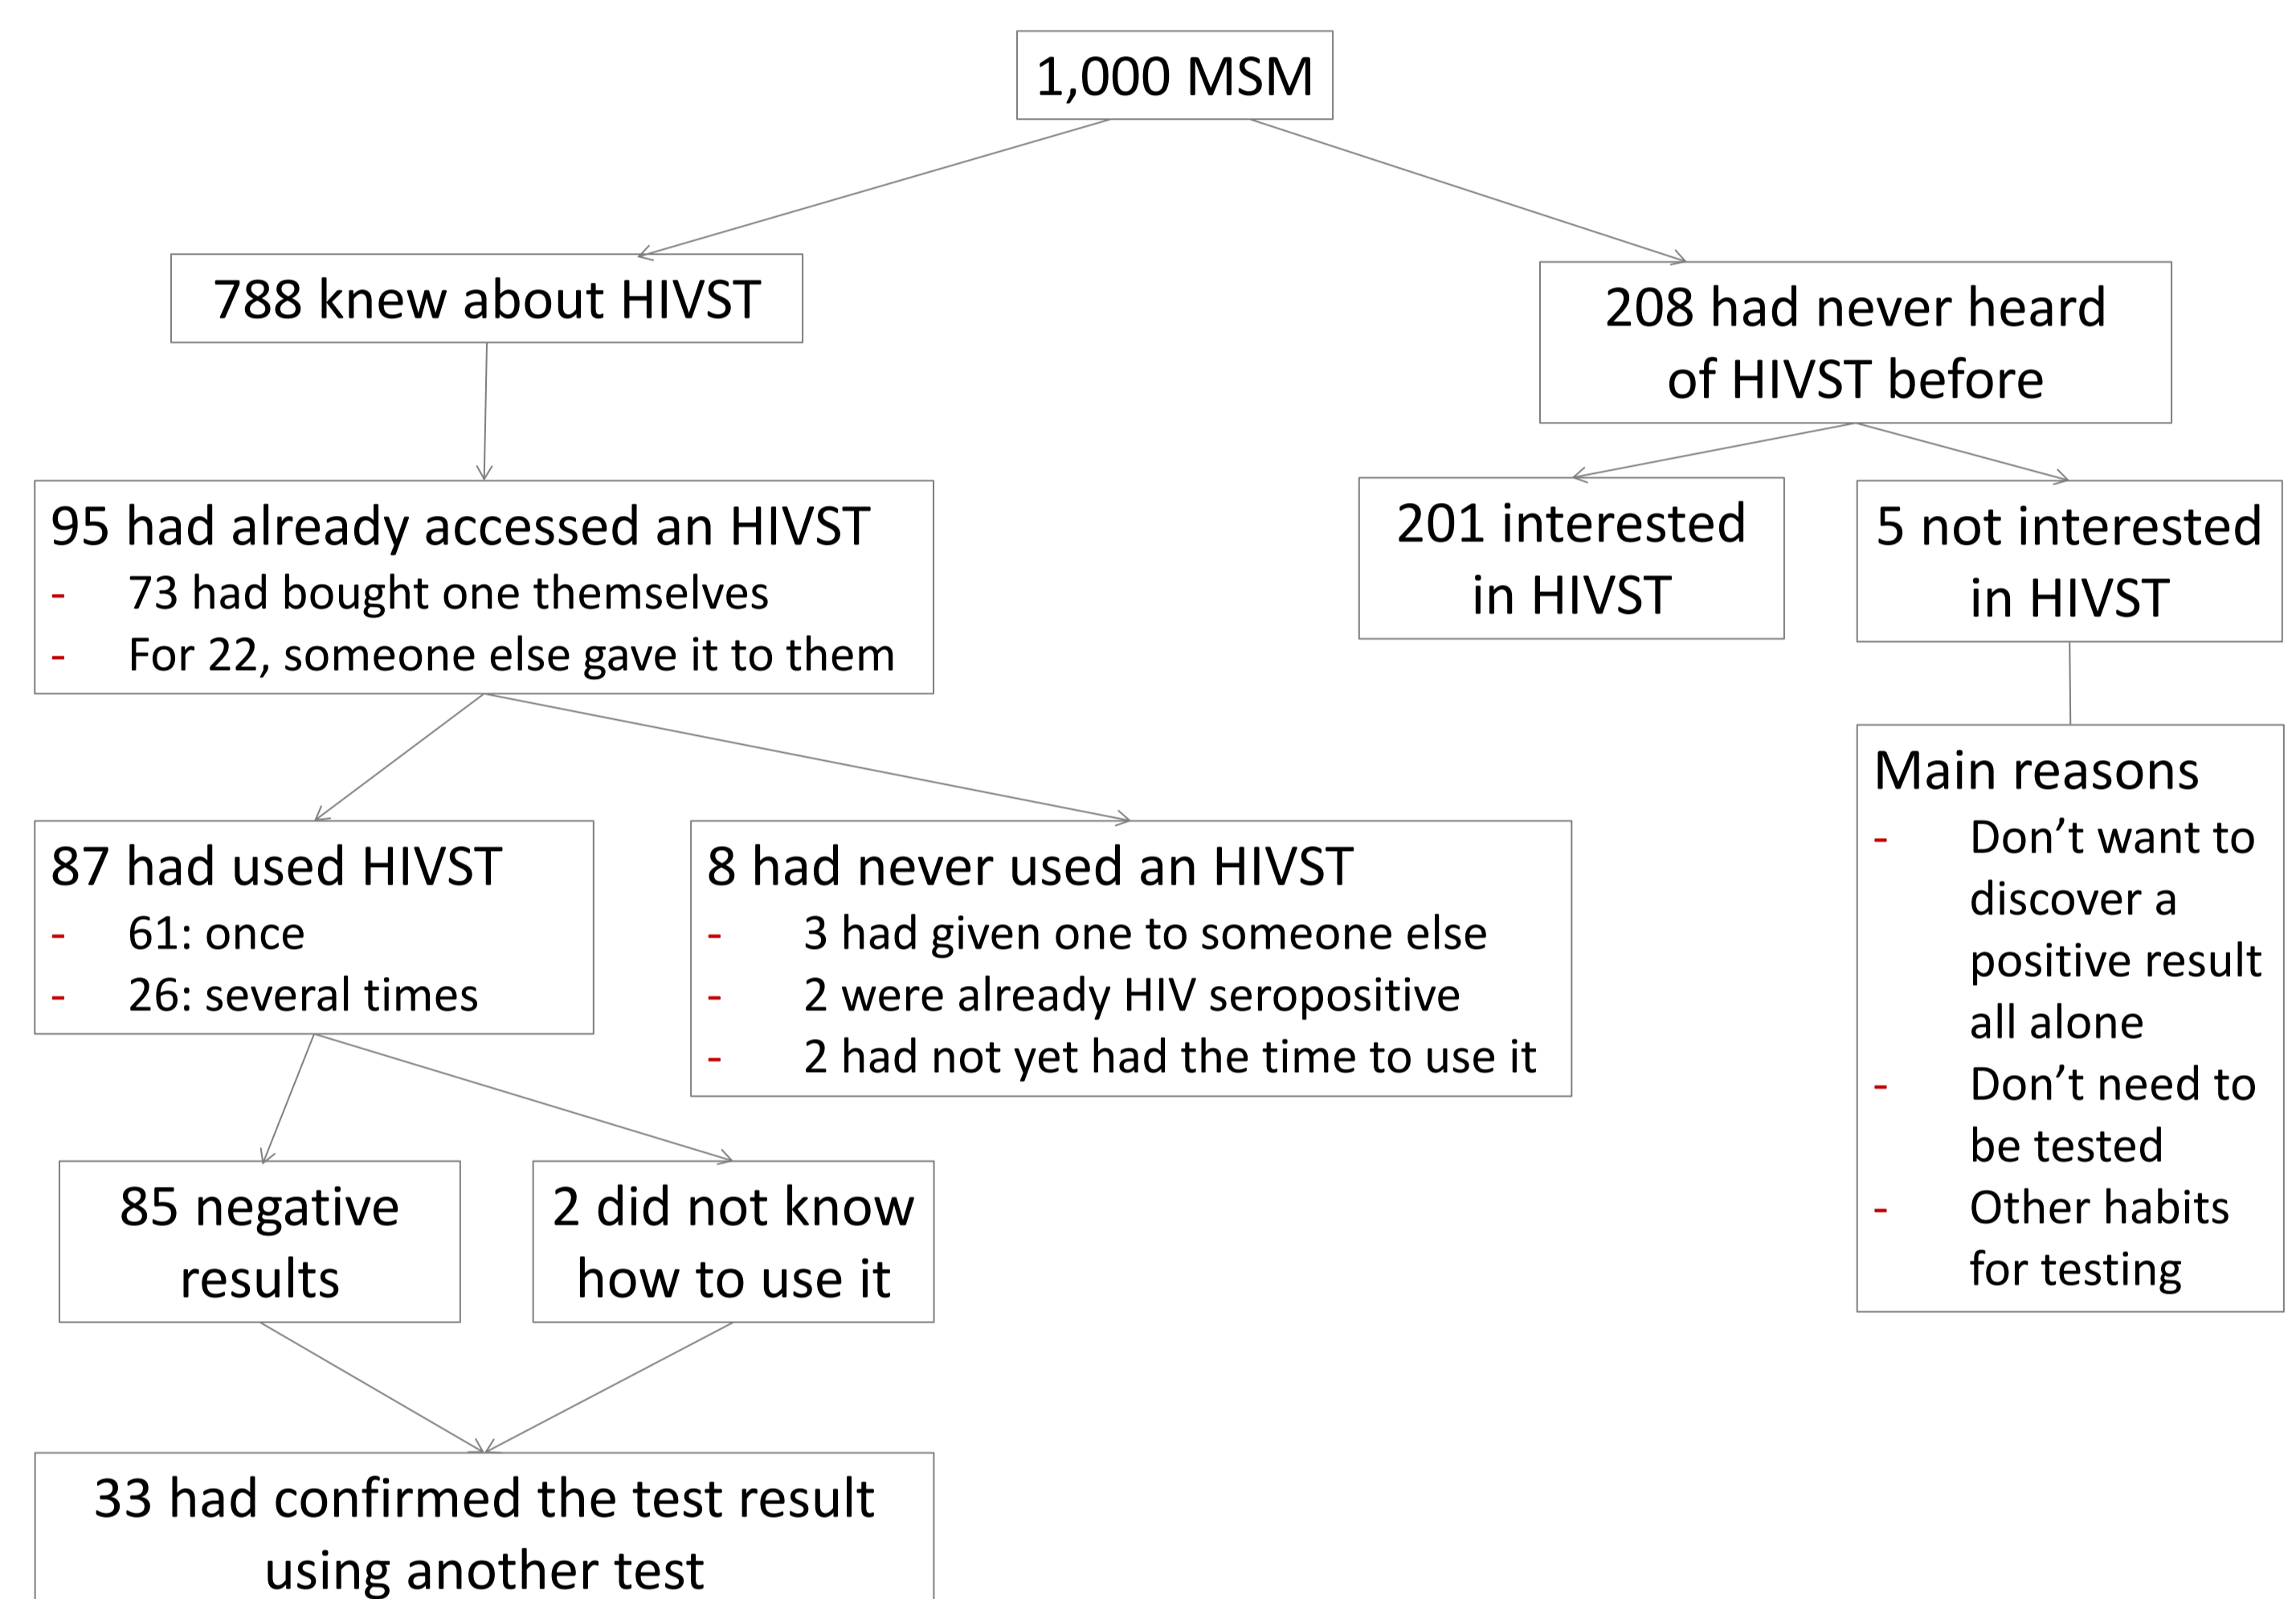 1,000 MSM
788 knew about HIVST
208 had never heard
of HIVST before
95 had already accessed an HIVST
- 73 had bought one themselves
- For 22, someone else gave it to them
201 interested
in HIVST
5 not interested
in HIVST
87 had used HIVST
- 61: once
- 26: several times
8 had never used an HIVST
- 3 had given one to someone else
- 2 were already HIV seropositive
- 2 had not yet had the time to use it
Main reasons
- Don’t want to
discover a
positive result
all alone
- Don’t need to
be tested
- Other habits
for testing
85 negative
results
2 did not know
how to use it
33 had confirmed the test result
using another test